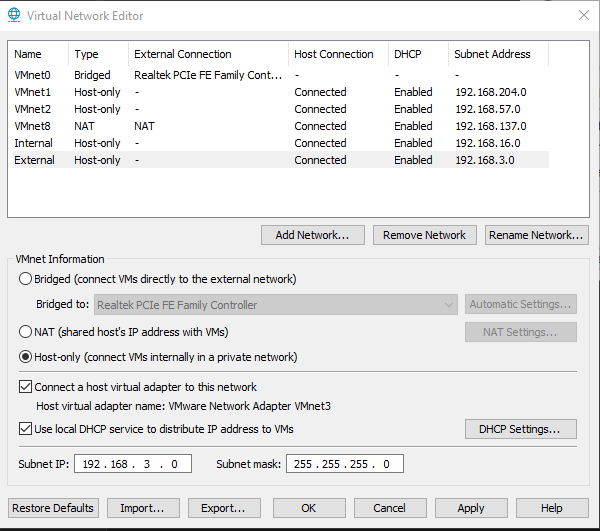 Virtual Network Editor
Name Type External Connection Host Connection DHCP Subnet Address
VMnet0 Bridged Realtek PCIe FE Family Cont... - - -
VMnet1 Host-only - Connected Enabled 192.168.204.0
VMnet2 Host-only - Connected Enabled 192.168.57.0
VMnet8 NAT NAT Connected Enabled 192.168.137.0
Internal Host-only - Connected Enabled 192.168.16.0
External Host-only - Connected Enabled 192.168.3.0
Add Network... Remove Network Rename Network...
VMnet Information
Bridged (connect VMs directly to the external network)
Bridged to: Realtek PCIe FE Family Controller Automatic Settings...
NAT (shared host's IP address with VMs) NAT Settings...
Host-only (connect VMs internally in a private network)
Connect a host virtual adapter to this network
Host virtual adapter name: VMware Network Adapter VMnet3
Use local DHCP service to distribute IP address to VMs DHCP Settings...
Subnet IP: 192 . 168 . 3 . 0 Subnet mask: 255 . 255 . 255 . 0
Restore Defaults Import... Export... OK Cancel Apply Help